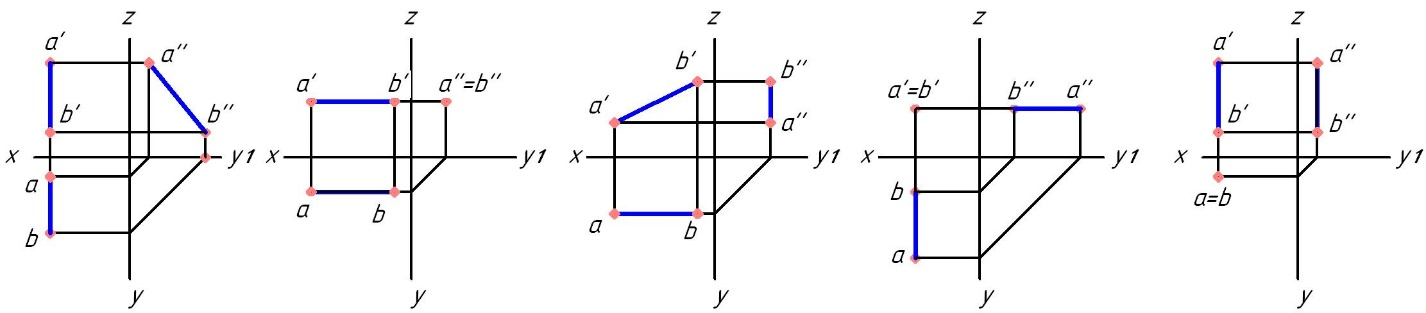 z
a' a''
b' b''
x y1
a
b
y
z
a' b' a''=b''
x y1
a b
y
z
b' b''
a' a''
x y1
a b
y
z
a'=b' b'' a''
x y1
b
a
y
z
a' a''
b' b''
x y1
a=b
y